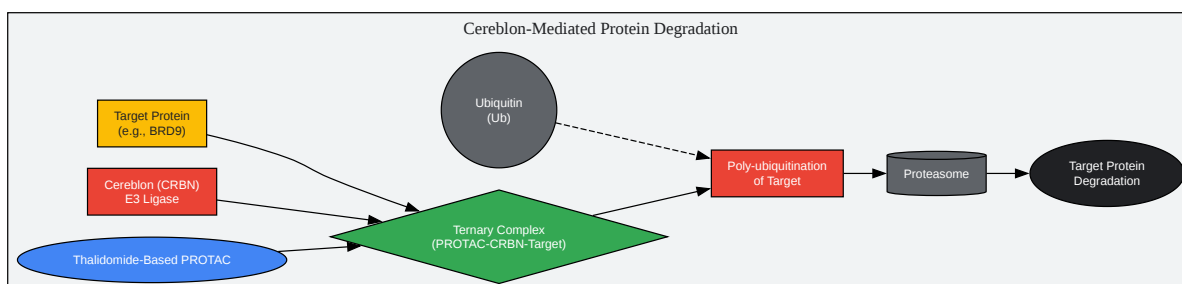 Cereblon-Mediated Protein Degradation
Ubiquitin
(Ub)
Target Protein
(e.g., BRD9)
Cereblon (CRBN)
E3 Ligase
Thalidomide-Based PROTAC
Ternary Complex
(PROTAC-CRBN-Target)
Poly-ubiquitination
of Target
Proteasome
Target Protein
Degradation